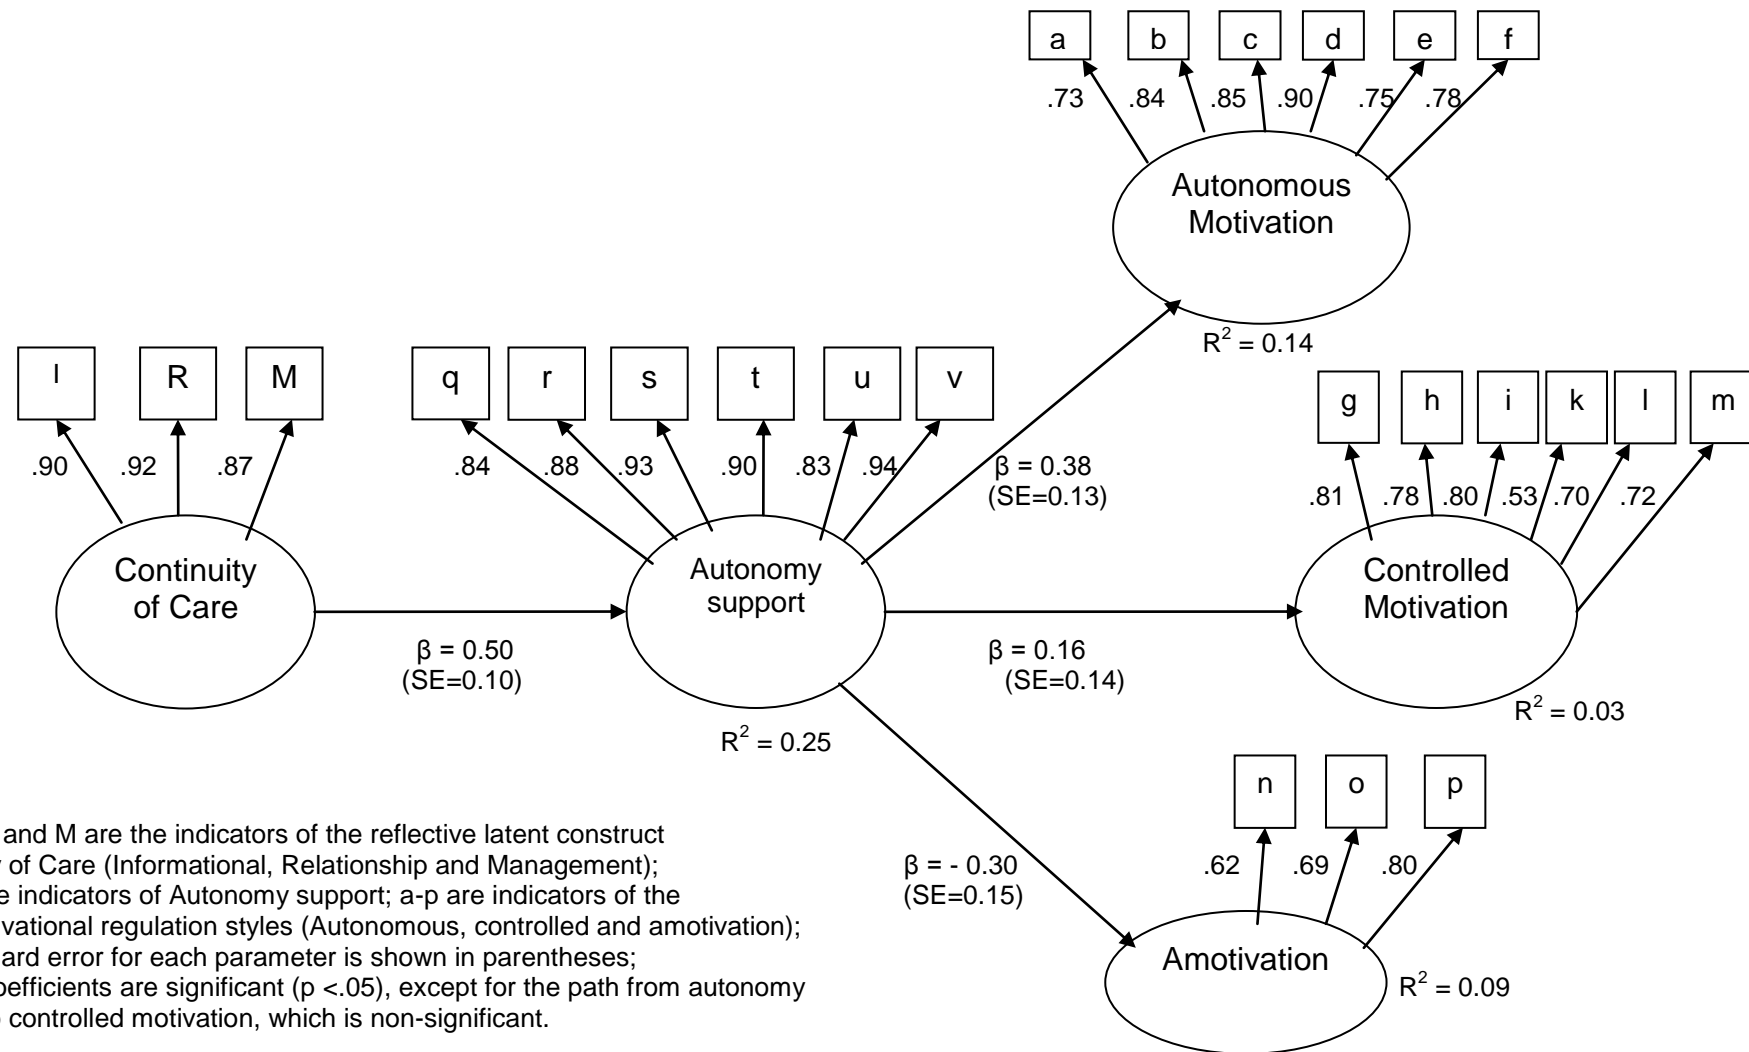 a b c d e f
.73 .84 .85 .90 .75 .78
Autonomous
Motivation
R² = 0.14
I R M
.90 .92 .87
Continuity
of Care
β = 0.50
(SE=0.10)
q r s t u v
.84 .88 .93 .90 .83 .94
Autonomy
support
R² = 0.25
β = 0.38
(SE=0.13)
β = 0.16
(SE=0.14)
β = - 0.30
(SE=0.15)
g h i k l m
.81 .78 .80 .53 .70 .72
Controlled
Motivation
R² = 0.03
n o p
.62 .69 .80
Amotivation
R² = 0.09
and M are the indicators of the reflective latent construct
of Care (Informational, Relationship and Management);
indicators of Autonomy support; a-p are indicators of the
regulation styles (Autonomous, controlled and amotivation);
error for each parameter is shown in parentheses;
are significant (p <.05), except for the path from autonomy
controlled motivation, which is non-significant.